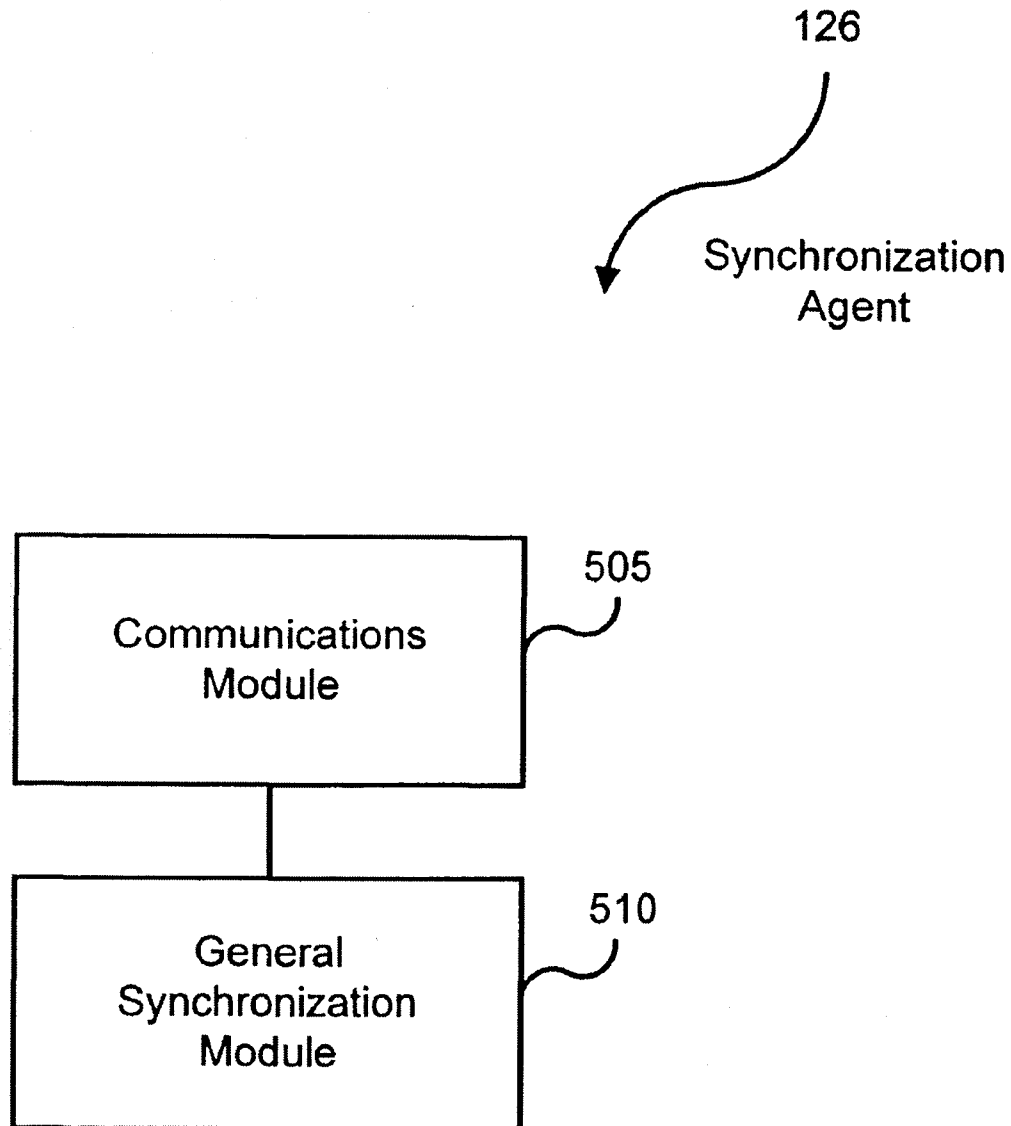 126
Synchronization
Agent
505
Communications
Module
510
General
Synchronization
Module